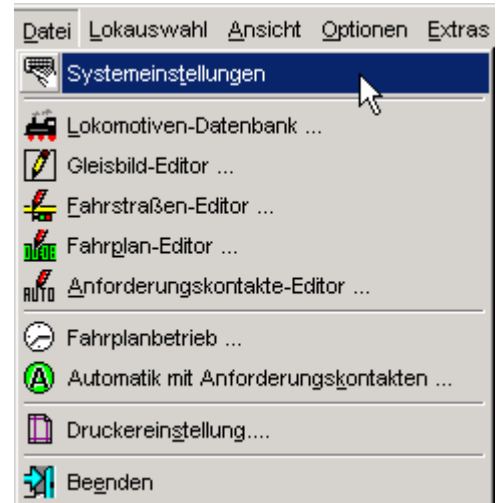 Datei Lokauswahl Ansicht Optionen Extras
Systemeinstellungen
Lokomotiven-Datenbank ...
Gleisbild-Editor ...
Fahrstraßen-Editor ...
Fahrplan-Editor ...
AUTO Anforderungskontakte-Editor ...
Fahrplanbetrieb ...
A Automatik mit Anforderungskontakten ...
Druckereinstellung....
Beenden